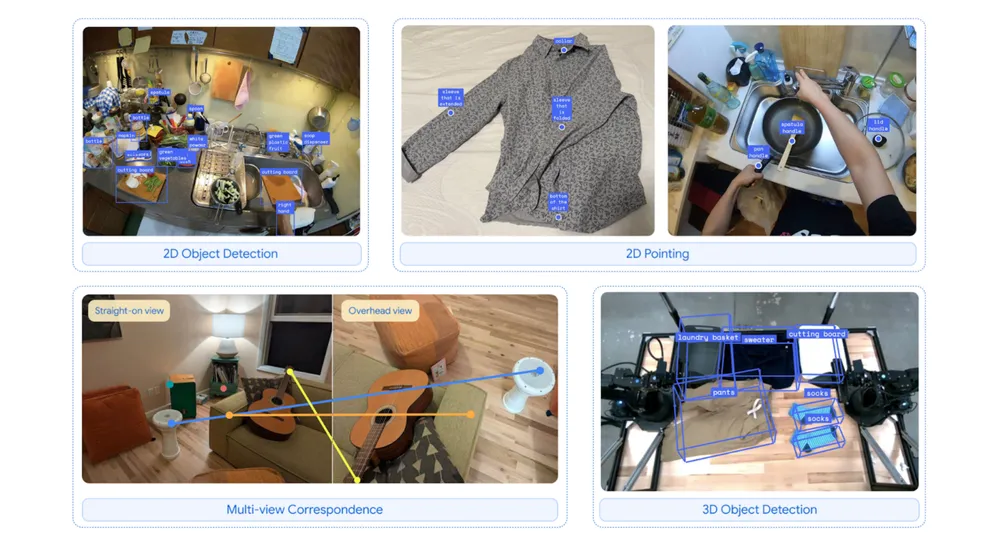 spatula
spoon
bottle
bottle
napkin
white
powder
green
vegetables
green
plastic
fruit
soap
dispenser
cutting board
cutting board
right
hand
2D Object Detection
collar
sleeve
that is
extended
sleeve
that is
folded
button
of the
shirt
spatula
handle
lid
handle
pan
handle
2D Pointing
Straight-on view
Overhead view
Multi-view Correspondence
laundry basket
sweater
cutting board
pants
socks
socks
3D Object Detection